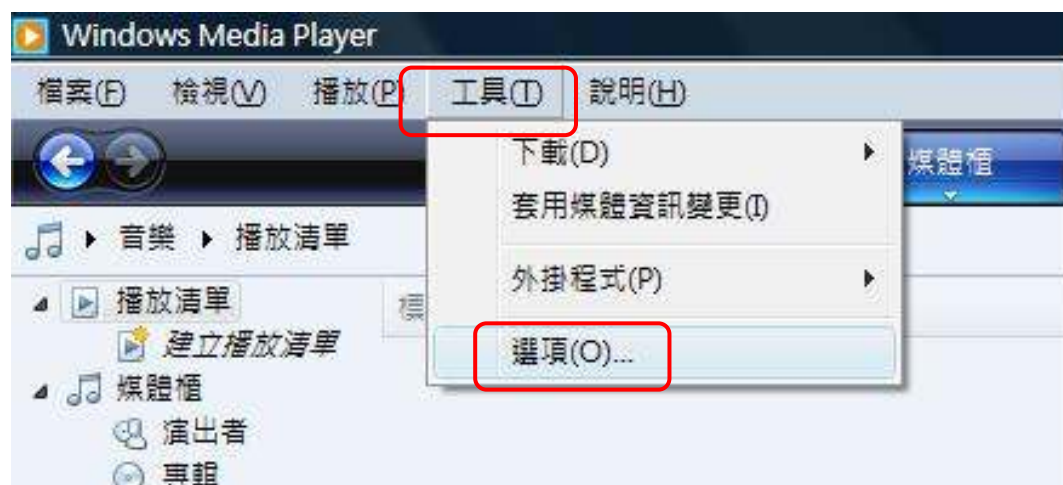 Windows Media Player
檔案(F) 檢視(V) 播放(P) 工具(T) 說明(H)
下載(D)
媒體櫃
套用媒體資訊變更(I)
音樂 播放清單
外掛程式(P)
播放清單
標
建立播放清單
選項(O)...
媒體櫃
演出者
專輯